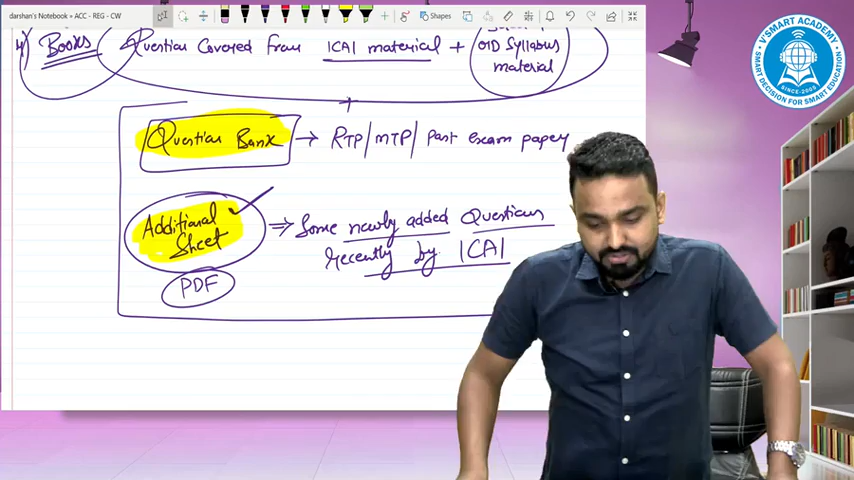 darshan's Notebook » ACC - REG - CW
Shapes
4) Books Question Covered from ICAI material +
old Syllabus
material
Question Bank → RTP/MTP/ Past exam papers
Additional
Sheet
⇒ Some newly added Questions
recently by ICAI
PDF
V'SMART ACADEMY
SINCE-2005
SMART DECISION FOR SMART EDUCATION